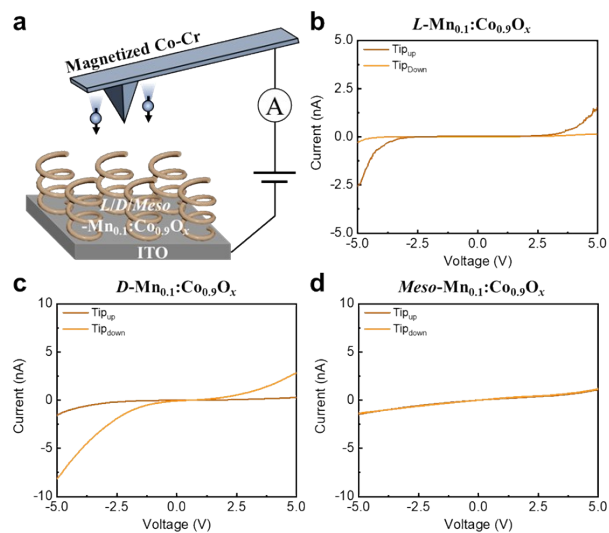 a
Magnetized Co-Cr
A
L/D/Meso
-Mn0.1:Co0.9Ox
ITO
b
L-Mn0.1:Co0.9Ox
Tipup
TipDown
Current (nA)
5.0
2.5
0.0
-2.5
-5.0
-5.0 -2.5 0.0 2.5 5.0
Voltage (V)
c
D-Mn0.1:Co0.9Ox
Tipup
Tipdown
Current (nA)
10
5
0
-5
-10
-5.0 -2.5 0.0 2.5 5.0
Voltage (V)
d
Meso-Mn0.1:Co0.9Ox
Tipup
Tipdown
Current (nA)
10
5
0
-5
-10
-5.0 -2.5 0.0 2.5 5.0
Voltage (V)